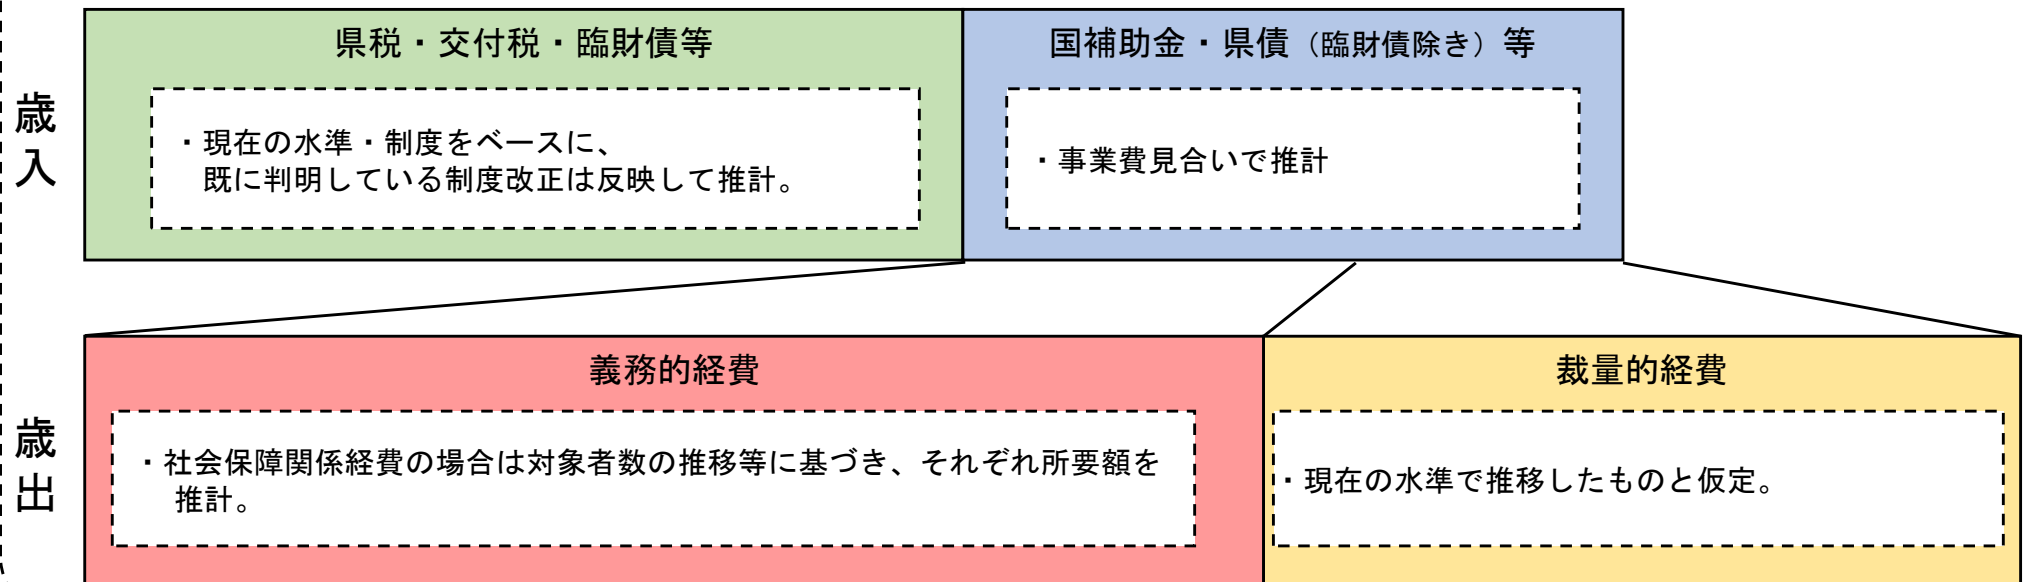 歳入
県税・交付税・臨財債等
・現在の水準・制度をベースに、
既に判明している制度改正は反映して推計。
国補助金・県債（臨財債除き）等
・事業費見合いで推計
歳出
義務的経費
・社会保障関係経費の場合は対象者数の推移等に基づき、それぞれ所要額を
推計。
裁量的経費
・現在の水準で推移したものと仮定。